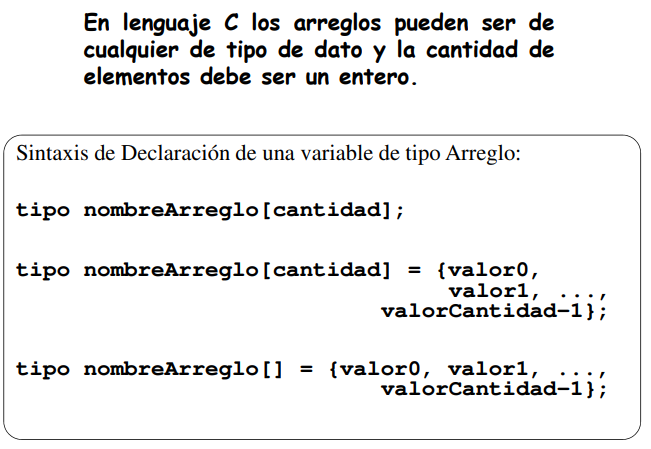 En lenguaje C los arreglos pueden ser de
cualquier de tipo de dato y la cantidad de
elementos debe ser un entero.
Sintaxis de Declaración de una variable de tipo Arreglo:
tipo nombreArreglo[cantidad];
tipo nombreArreglo[cantidad] = {valor0,
valor1, ...,
valorCantidad-1};
tipo nombreArreglo[] = {valor0, valor1, ...,
valorCantidad-1};